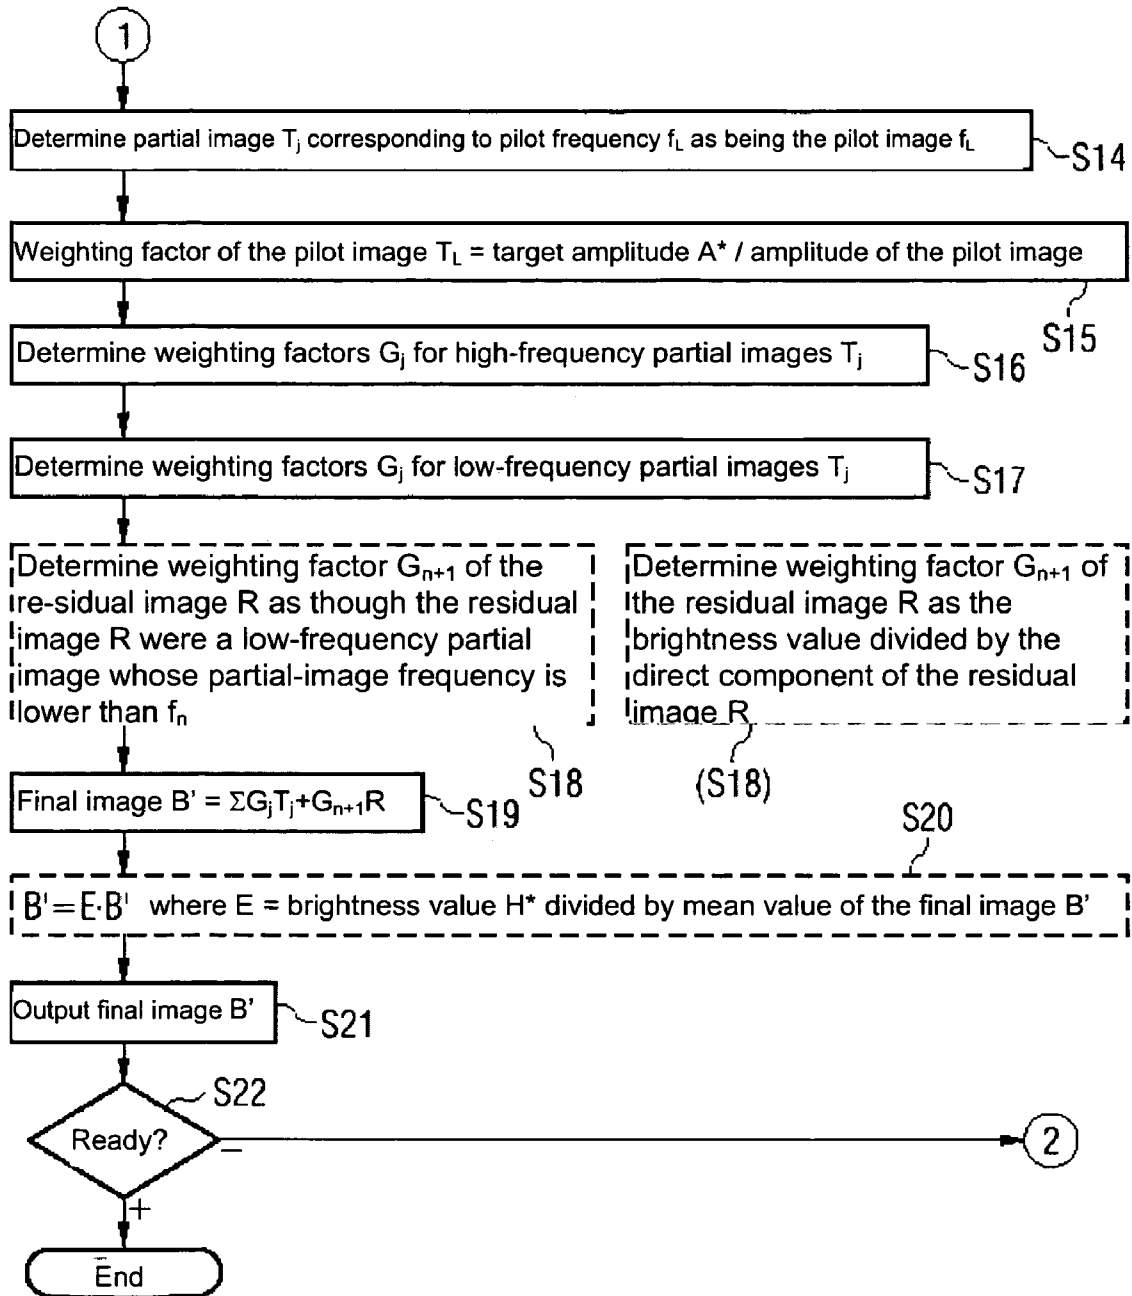 1
Determine partial image Tj corresponding to pilot frequency fL as being the pilot image fL
S14
Weighting factor of the pilot image TL = target amplitude A* / amplitude of the pilot image
S15
Determine weighting factors Gj for high-frequency partial images Tj
S16
Determine weighting factors Gj for low-frequency partial images Tj
S17
Determine weighting factor Gn+1 of the
re-sidual image R as though the residual
image R were a low-frequency partial
image whose partial-image frequency is
lower than fn
S18
Determine weighting factor Gn+1 of
the residual image R as the
brightness value divided by the
direct component of the residual
image R
(S18)
Final image B' = ΣGjTj+Gn+1R
S19
S20
B'=E·B' where E = brightness value H* divided by mean value of the final image B'
Output final image B'
S21
S22
Ready?
–
2
+
End